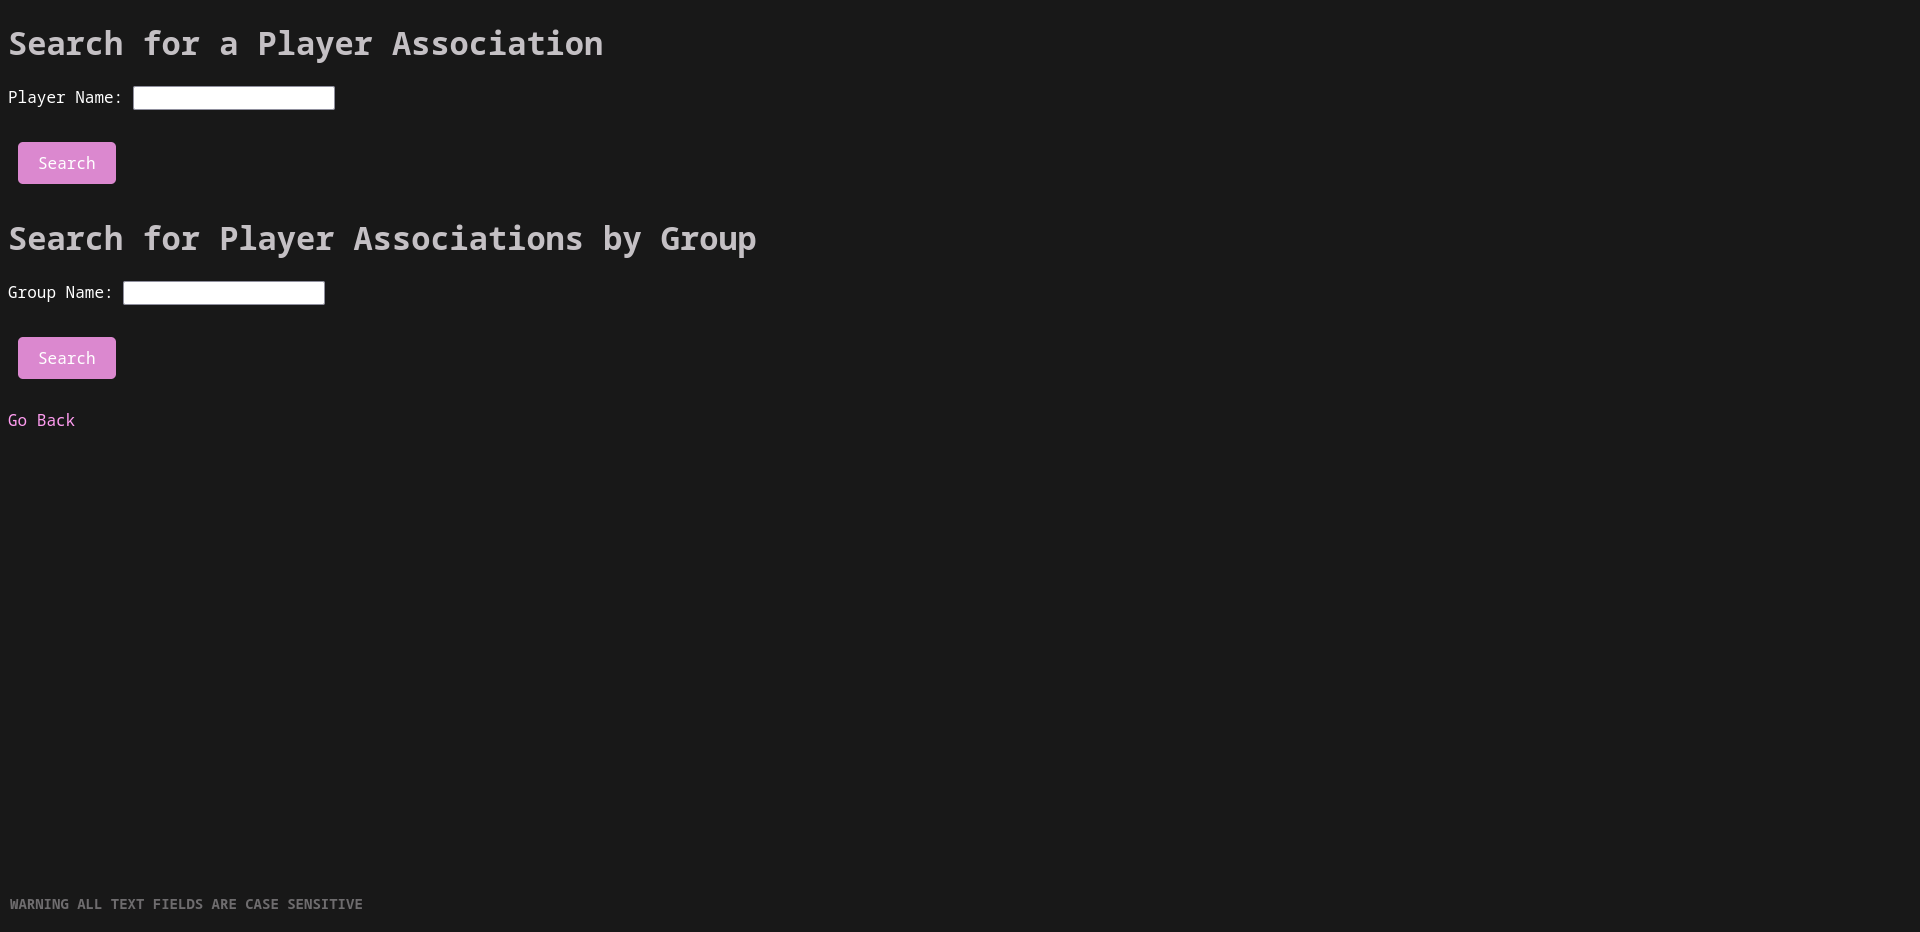 Search for a Player Association
Player Name:
Search
Search for Player Associations by Group
Group Name:
Search
Go Back
WARNING ALL TEXT FIELDS ARE CASE SENSITIVE